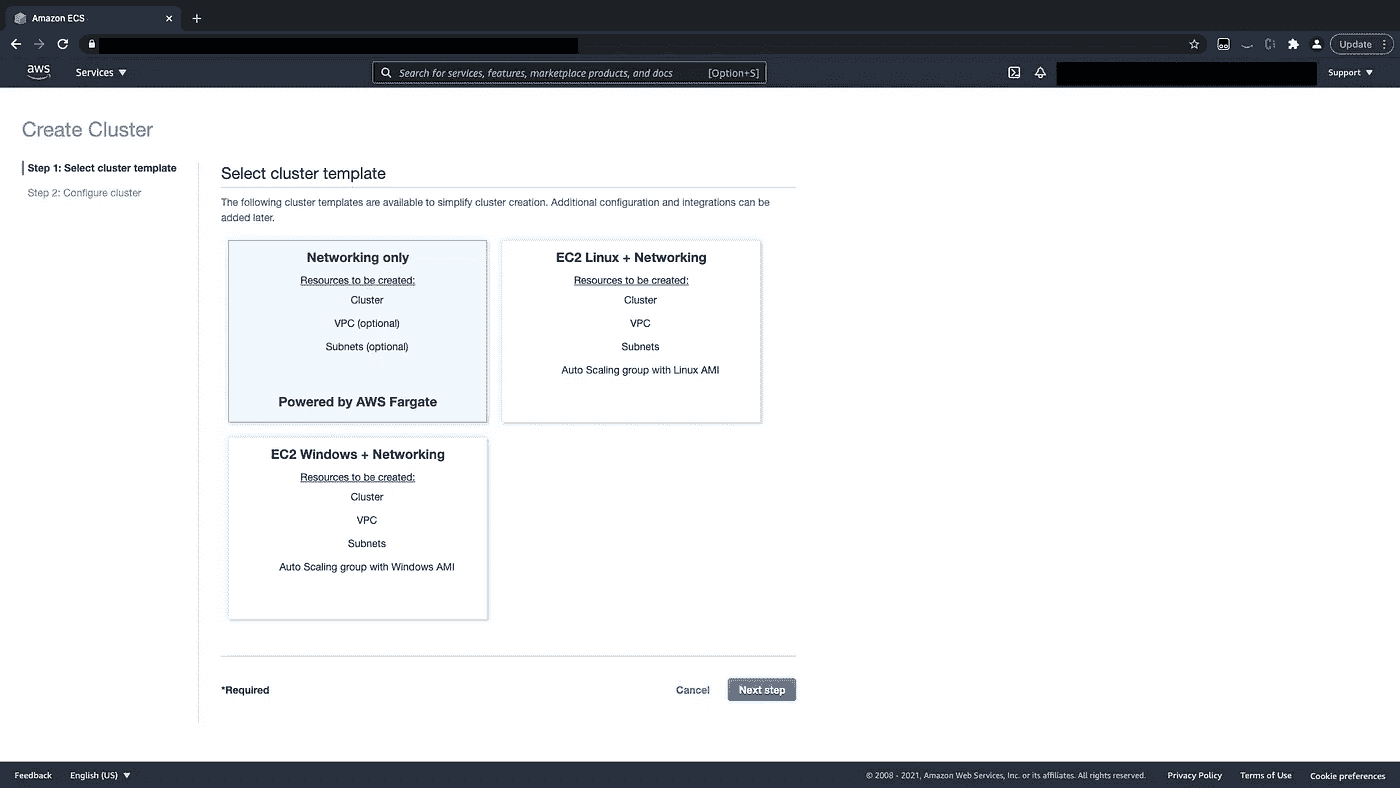 Amazon ECS
Update
aws
Services
Search for services, features, marketplace products, and docs [Option+S]
Support
Create Cluster
Step 1: Select cluster template
Step 2: Configure cluster
Select cluster template
The following cluster templates are available to simplify cluster creation. Additional configuration and integrations can be
added later.
Networking only
Resources to be created:
Cluster
VPC (optional)
Subnets (optional)
Powered by AWS Fargate
EC2 Linux + Networking
Resources to be created:
Cluster
VPC
Subnets
Auto Scaling group with Linux AMI
EC2 Windows + Networking
Resources to be created:
Cluster
VPC
Subnets
Auto Scaling group with Windows AMI
*Required
Cancel
Next step
Feedback
English (US)
© 2008 - 2021, Amazon Web Services, Inc. or its affiliates. All rights reserved.
Privacy Policy
Terms of Use
Cookie preferences